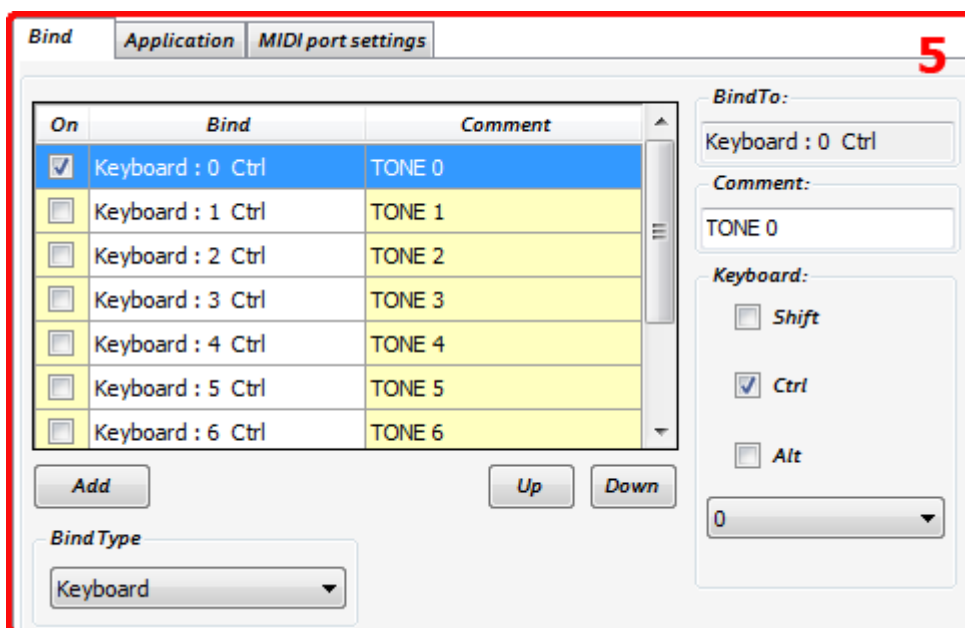 Bind Application MIDI port settings
5
On Bind Comment
Keyboard : 0 Ctrl TONE 0
Keyboard : 1 Ctrl TONE 1
Keyboard : 2 Ctrl TONE 2
Keyboard : 3 Ctrl TONE 3
Keyboard : 4 Ctrl TONE 4
Keyboard : 5 Ctrl TONE 5
Keyboard : 6 Ctrl TONE 6
Add Up Down
BindType
Keyboard
BindTo:
Keyboard : 0 Ctrl
Comment:
TONE 0
Keyboard:
Shift
Ctrl
Alt
0